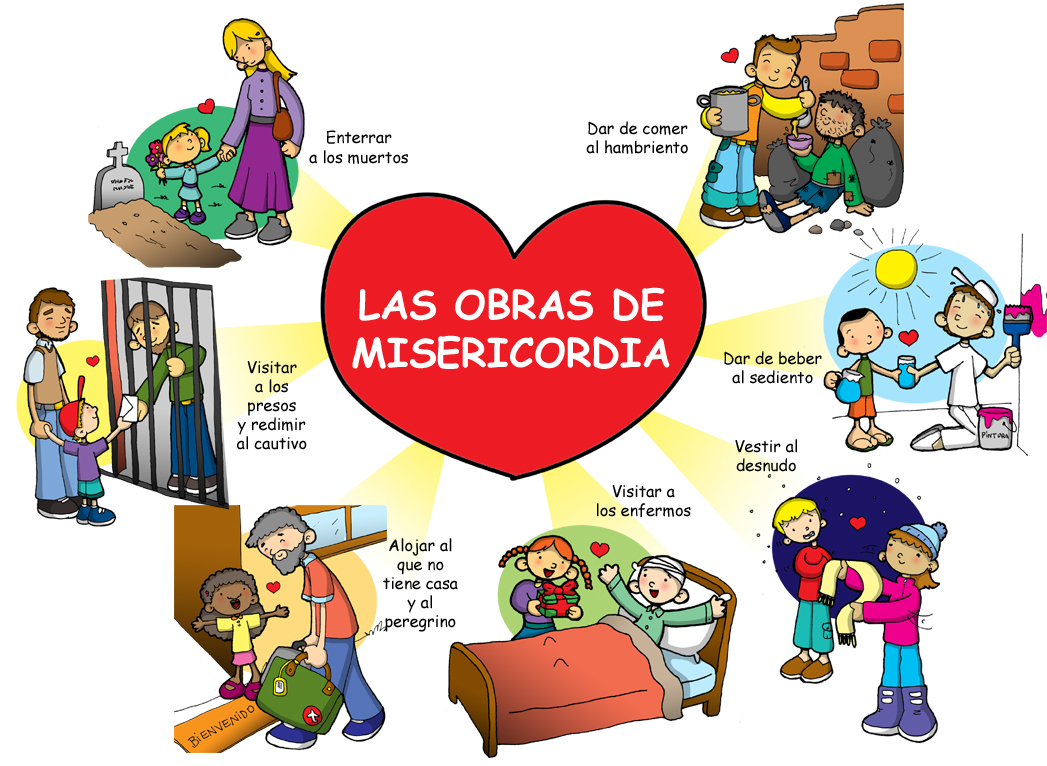 LAS OBRAS DE
MISERICORDIA
Enterrar
a los muertos
Dar de comer
al hambriento
Dar de beber
al sediento
PINTURA
Vestir al
desnudo
Visitar a
los enfermos
Alojar al
que no
tiene casa
y al
peregrino
BIENVENIDO
Visitar
a los
presos
y redimir
al cautivo